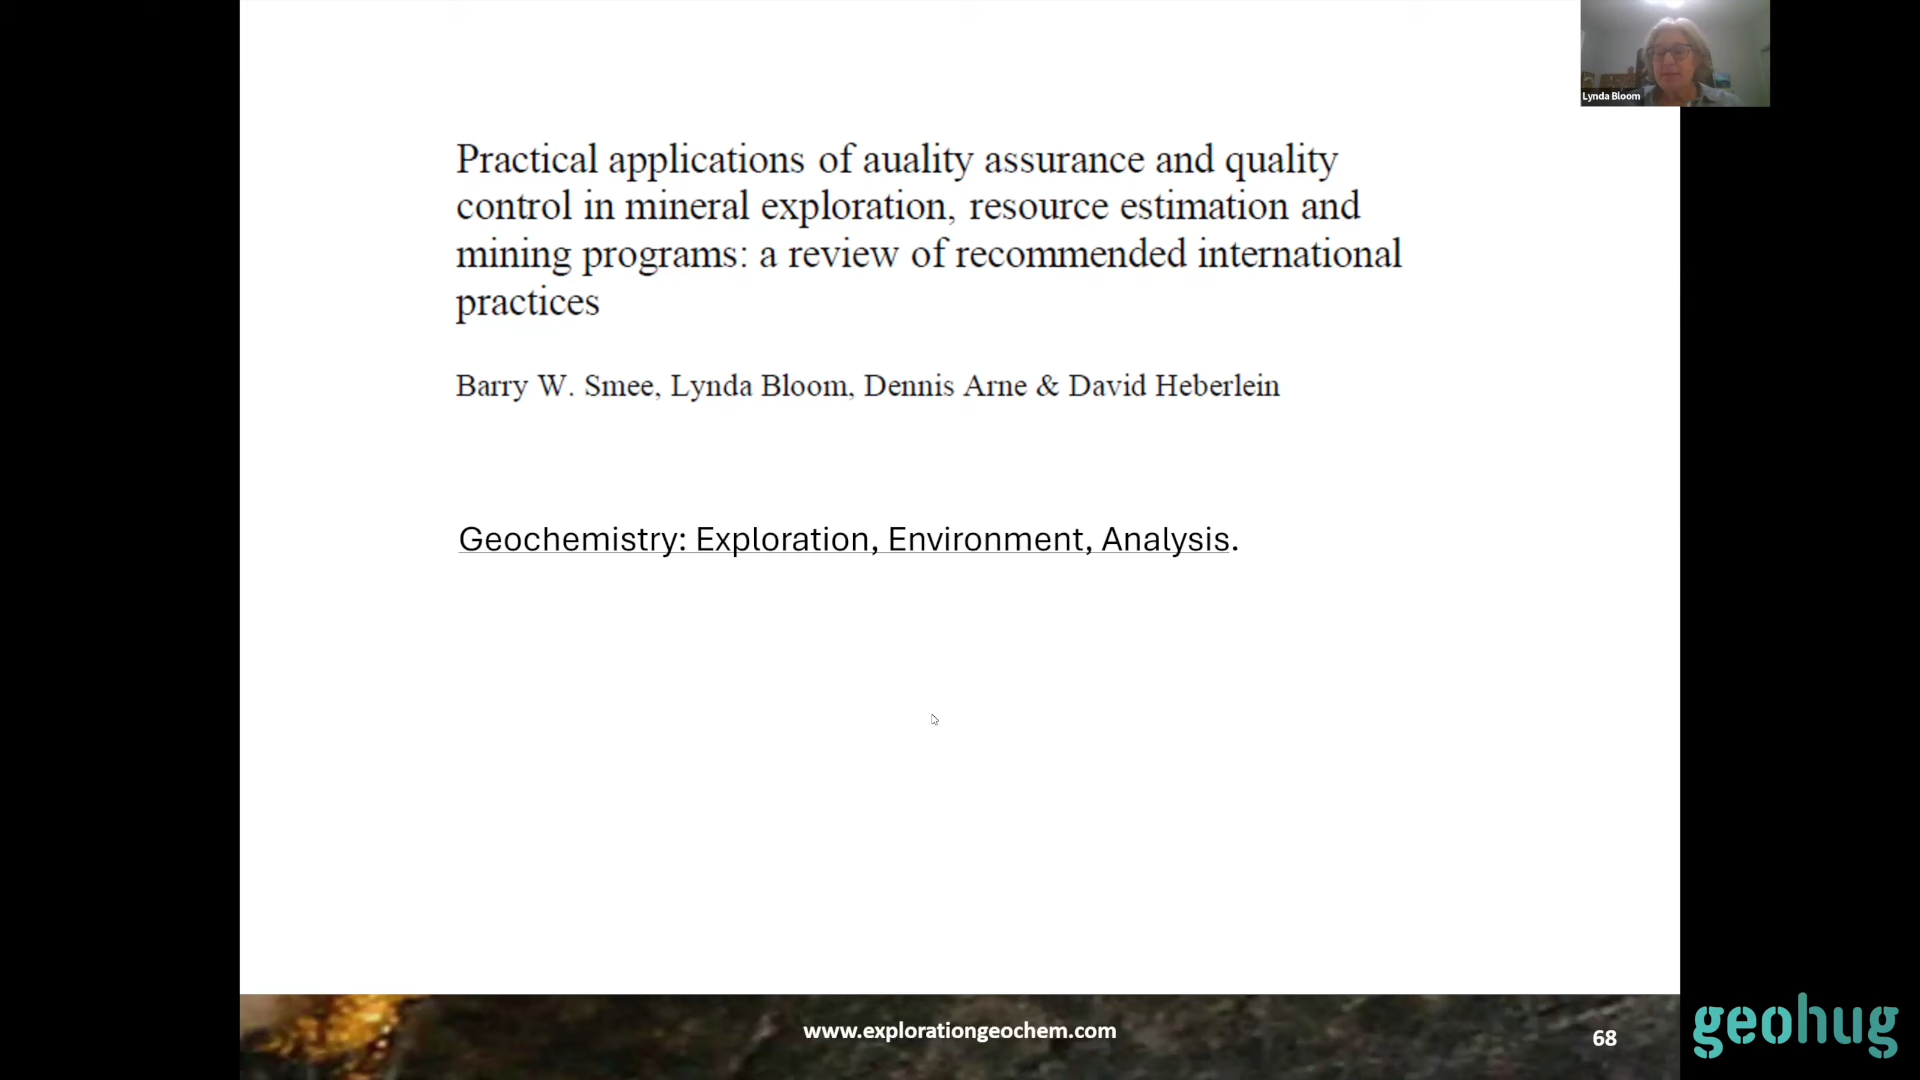 Lynda Bloom
Practical applications of auality assurance and quality
control in mineral exploration, resource estimation and
mining programs: a review of recommended international
practices
Barry W. Smee, Lynda Bloom, Dennis Arne & David Heberlein
Geochemistry: Exploration, Environment, Analysis.
www.explorationgeochem.com
68
geohug